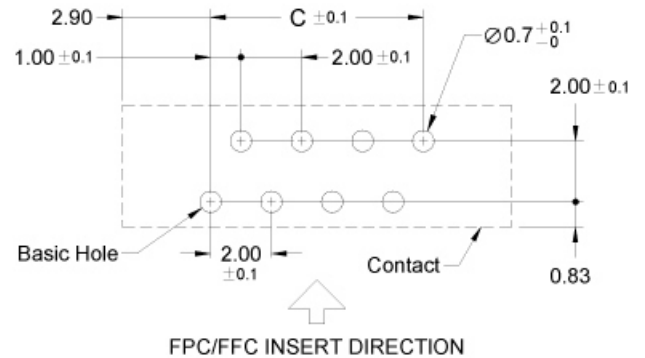 2.90
C ±0.1
Ø0.7 +0.1 -0
1.00 ±0.1
2.00 ±0.1
2.00 ±0.1
Basic Hole
2.00
±0.1
Contact
0.83
FPC/FFC INSERT DIRECTION